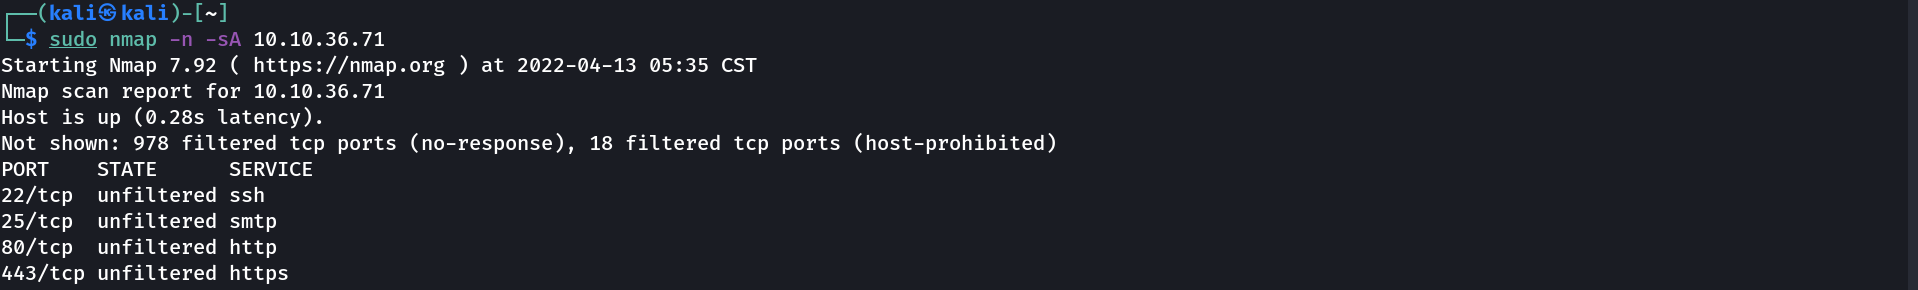 ┌──(kali㉿kali)-[~]
└─$ sudo nmap -n -sA 10.10.36.71
Starting Nmap 7.92 ( https://nmap.org ) at 2022-04-13 05:35 CST
Nmap scan report for 10.10.36.71
Host is up (0.28s latency).
Not shown: 978 filtered tcp ports (no-response), 18 filtered tcp ports (host-prohibited)
PORT    STATE      SERVICE
22/tcp  unfiltered ssh
25/tcp  unfiltered smtp
80/tcp  unfiltered http
443/tcp unfiltered https